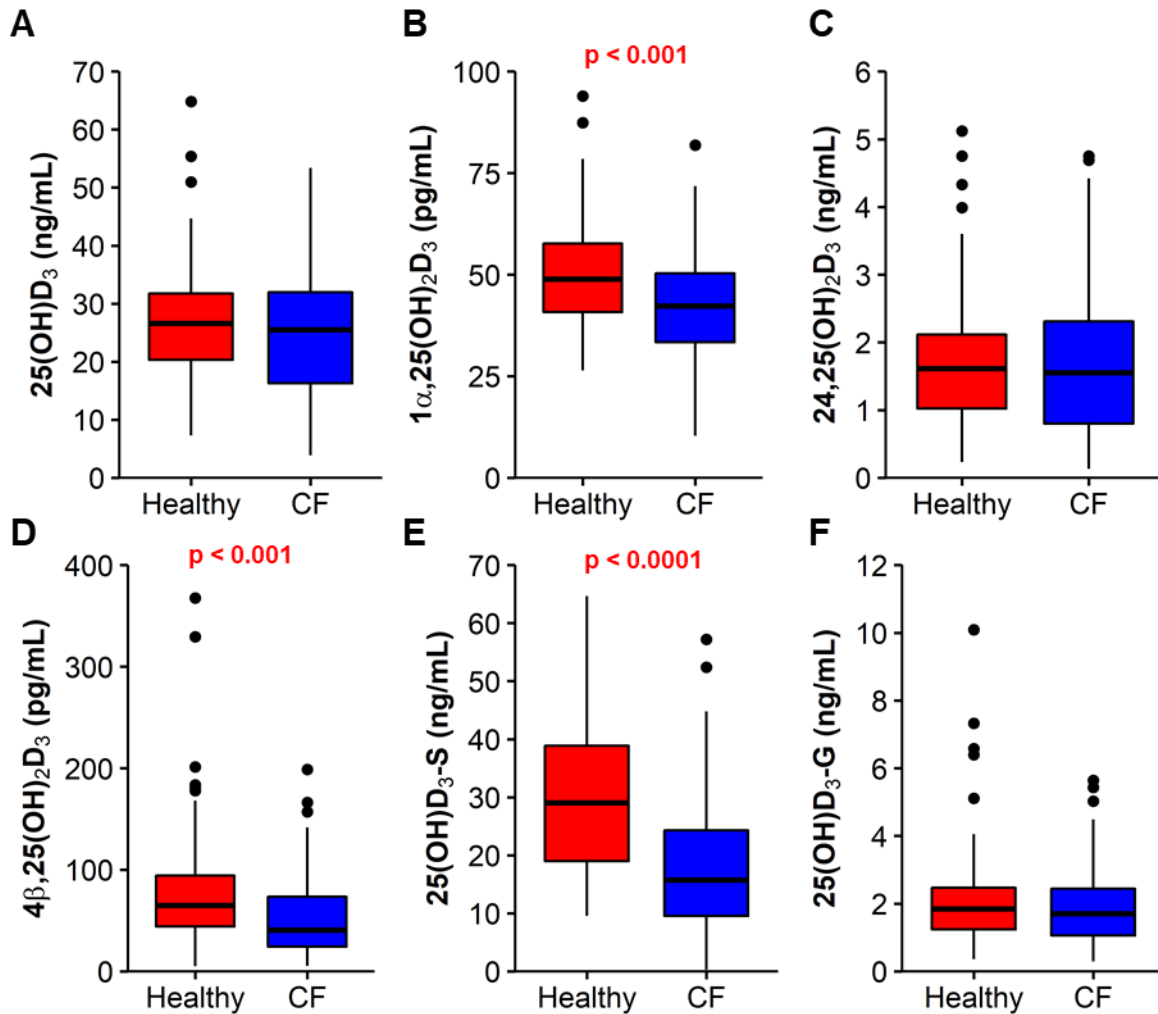 A
25(OH)D₃ (ng/mL)
70
60
50
40
30
20
10
0
Healthy CF
B
p < 0.001
1α,25(OH)₂D₃ (pg/mL)
100
75
50
25
0
Healthy CF
C
24,25(OH)₂D₃ (ng/mL)
6
5
4
3
2
1
0
Healthy CF
D
p < 0.001
4β,25(OH)₂D₃ (pg/mL)
400
300
200
100
0
Healthy CF
E
p < 0.0001
25(OH)D₃-S (ng/mL)
70
60
50
40
30
20
10
0
Healthy CF
F
25(OH)D₃-G (ng/mL)
12
10
8
6
4
2
0
Healthy CF